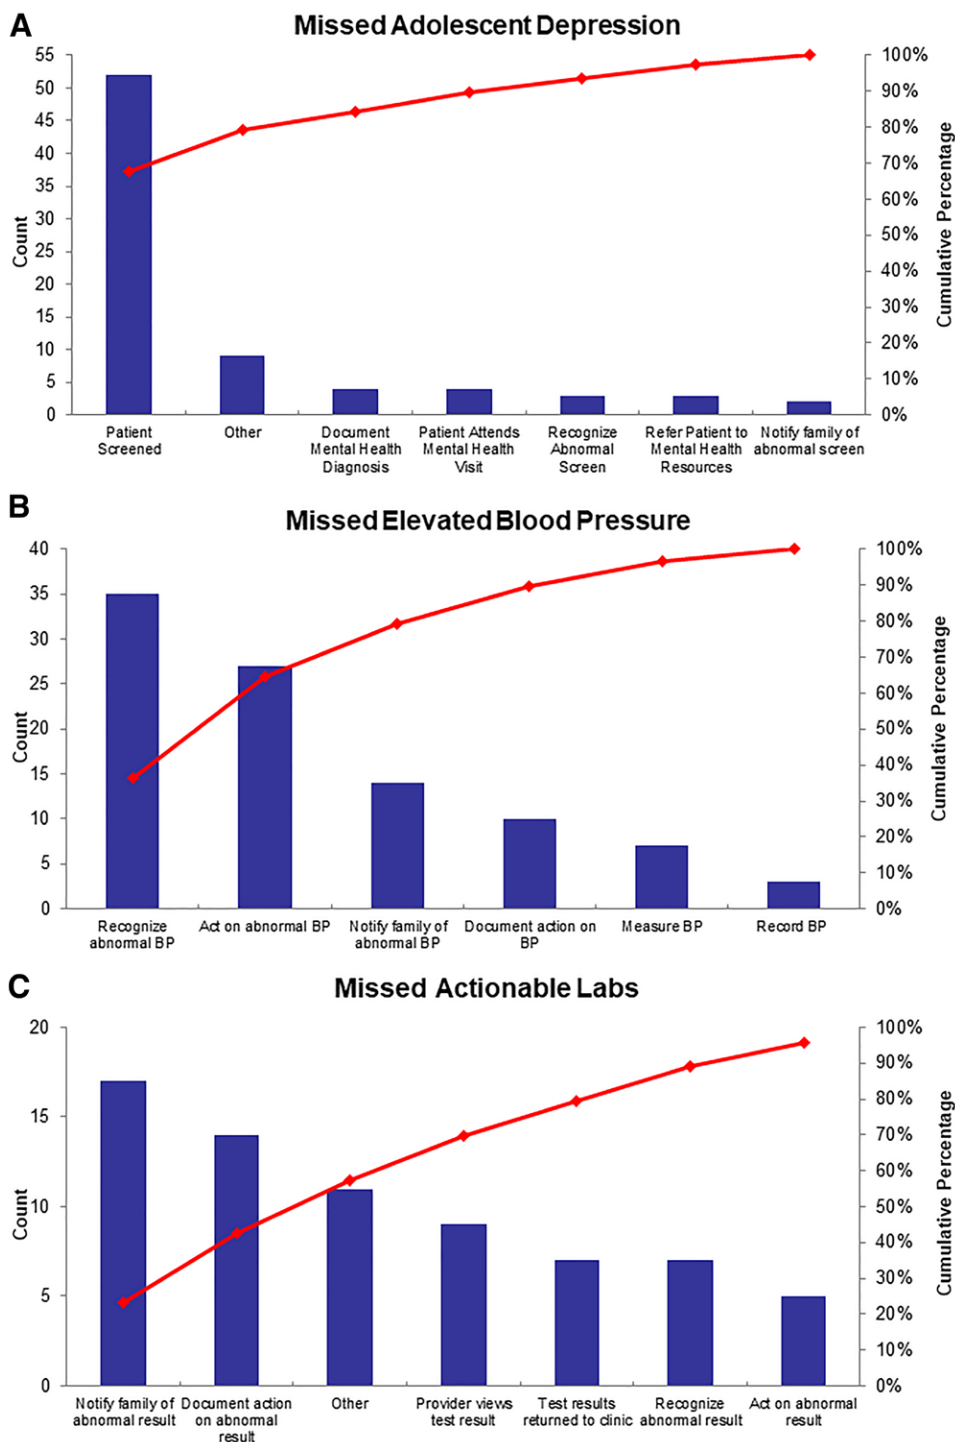 A
Missed Adolescent Depression
55
50
45
40
35
30
25
20
15
10
5
0
Count
100%
90%
80%
70%
60%
50%
40%
30%
20%
10%
0%
Cumulative Percentage
Patient
Screened
Other
Document
Mental Health
Diagnosis
Patient Attends
Mental Health
Visit
Recognize
Abnormal
Screen
Refer Patient to
Mental Health
Resources
Notify family of
abnormal screen
B
Missed Elevated Blood Pressure
40
35
30
25
20
15
10
5
0
Count
100%
90%
80%
70%
60%
50%
40%
30%
20%
10%
0%
Cumulative Percentage
Recognize
abnormal BP
Act on abnormal BP
Notify family of
abnormal BP
Document action on
BP
Measure BP
Record BP
C
Missed Actionable Labs
20
15
10
5
0
Count
100%
90%
80%
70%
60%
50%
40%
30%
20%
10%
0%
Cumulative Percentage
Notify family of
abnormal result
Document action
on abnormal
result
Other
Provider views
test result
Test results
returned to clinic
Recognize
abnormal result
Act on abnormal
result